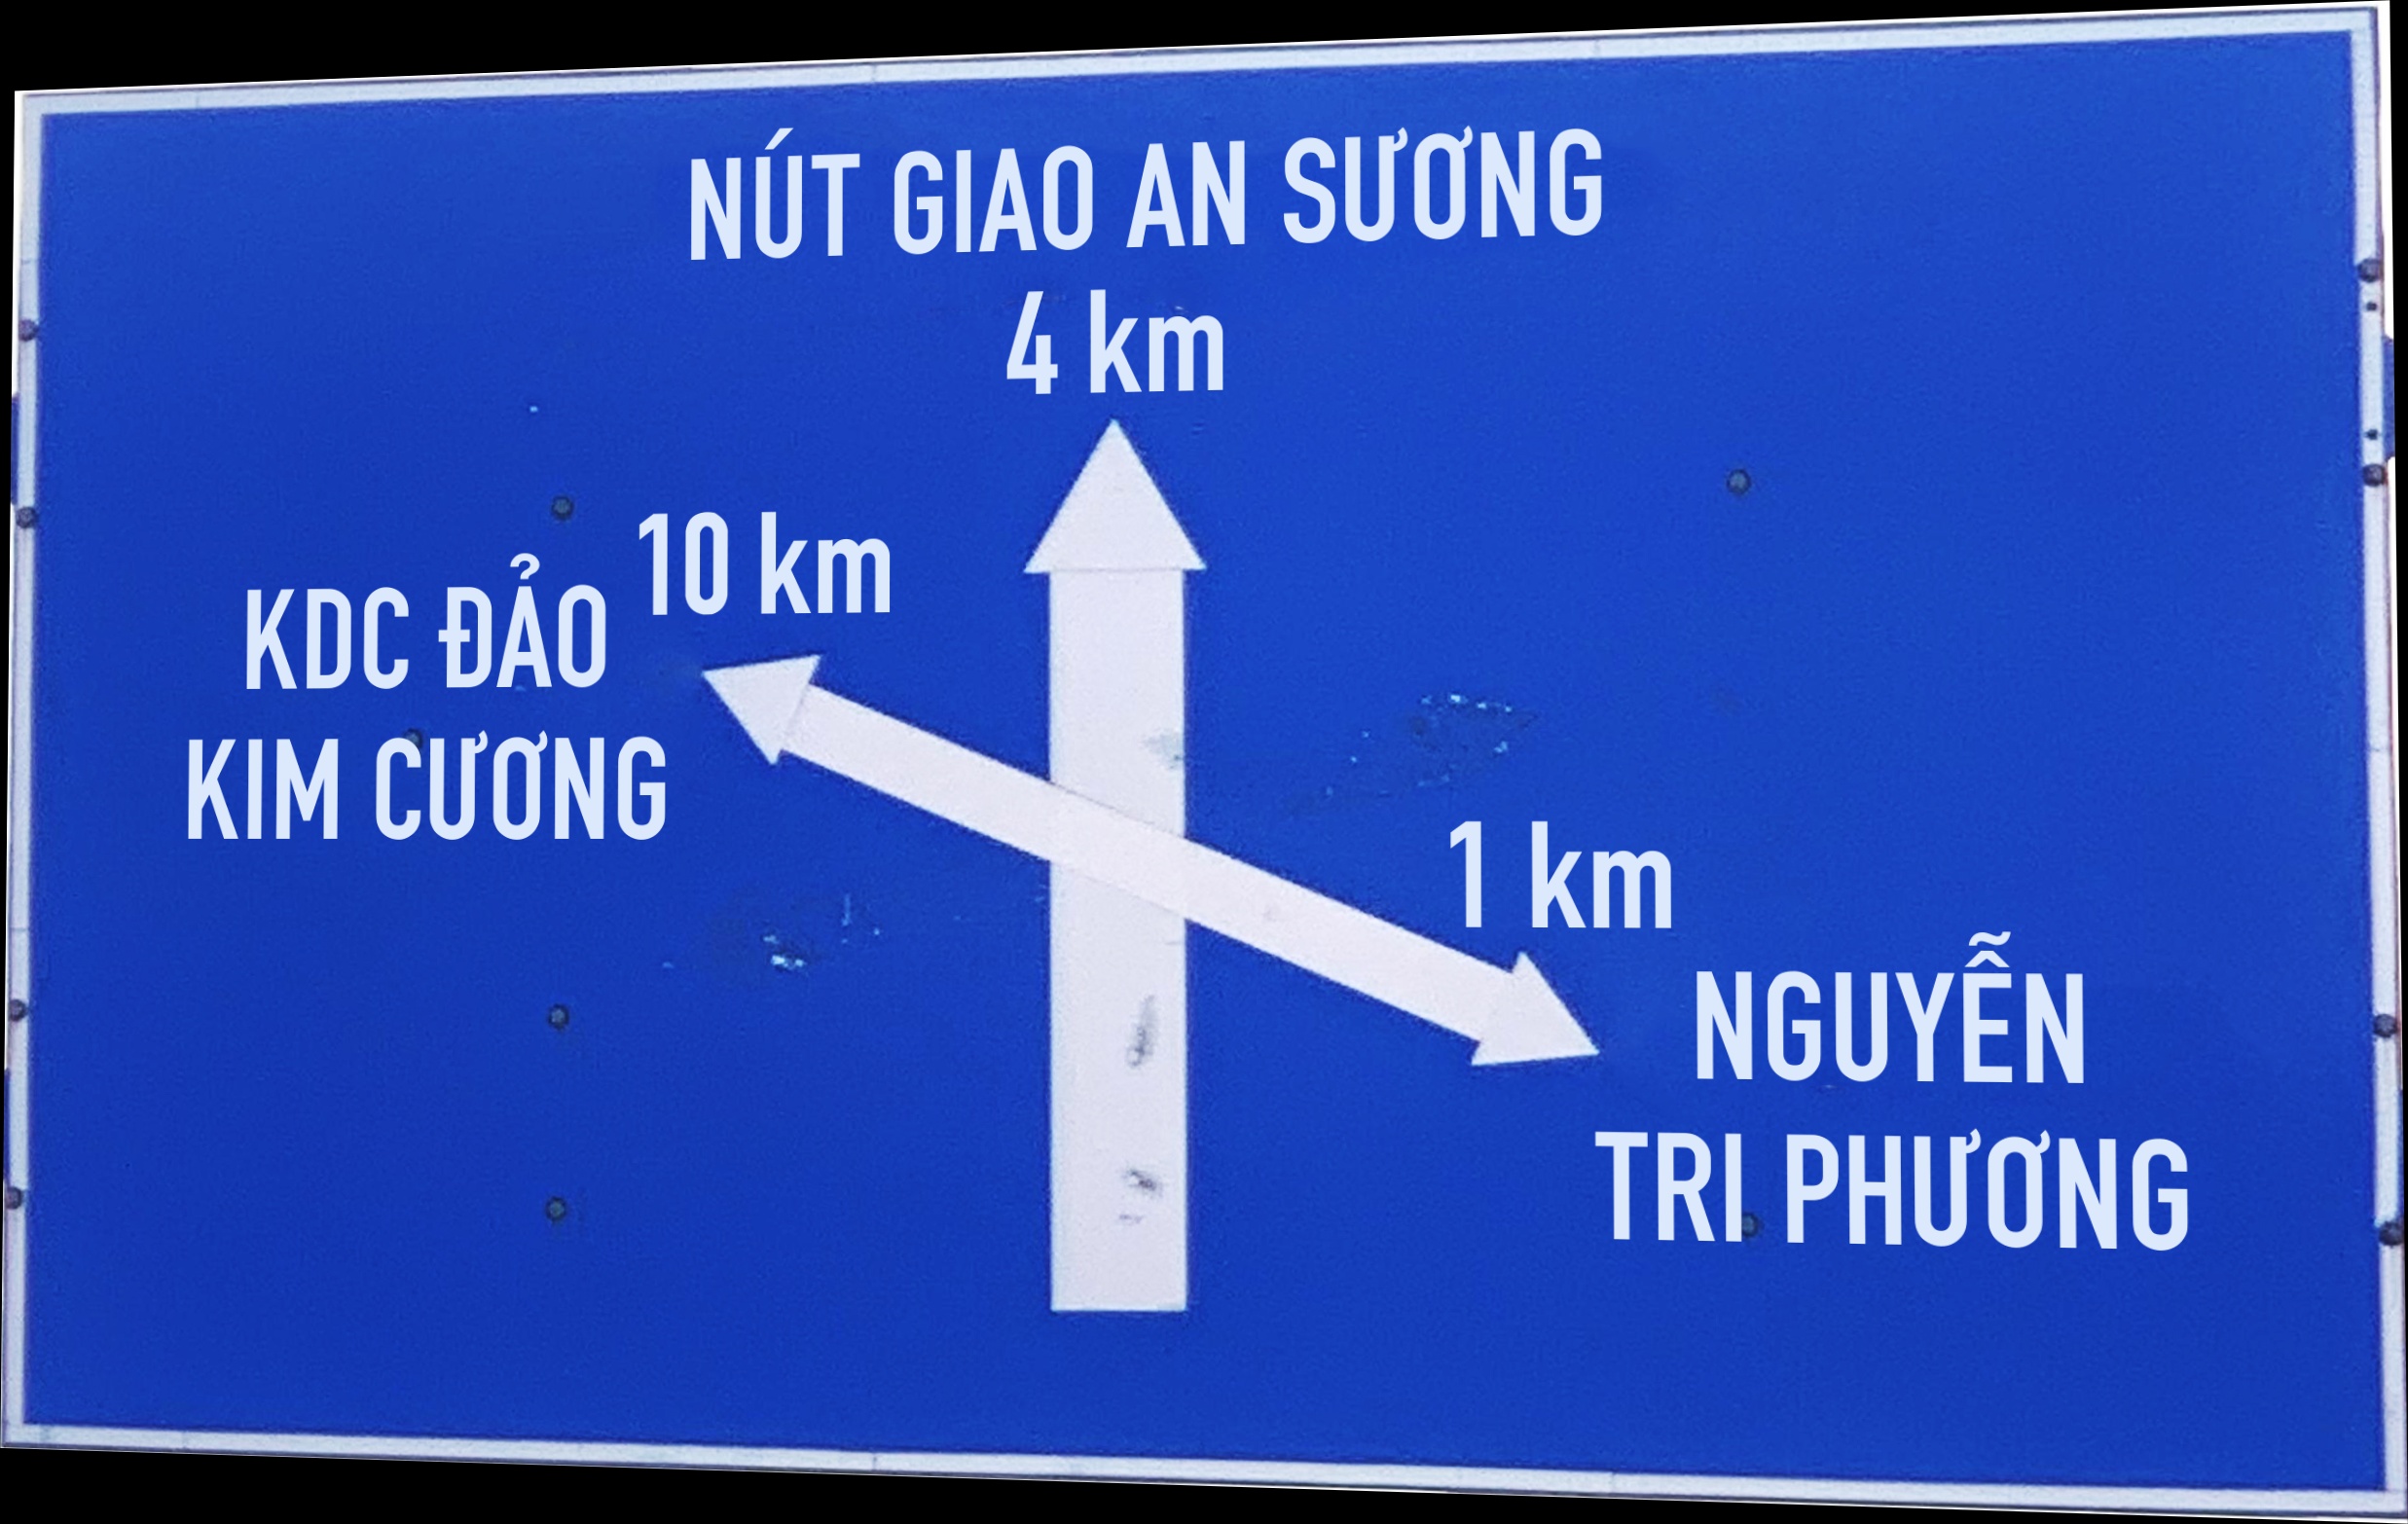 NÚT GIAO AN SƯƠNG
4 km
10 km
KDC ĐẢO
KIM CƯƠNG
1 km
NGUYỄN
TRI PHƯƠNG